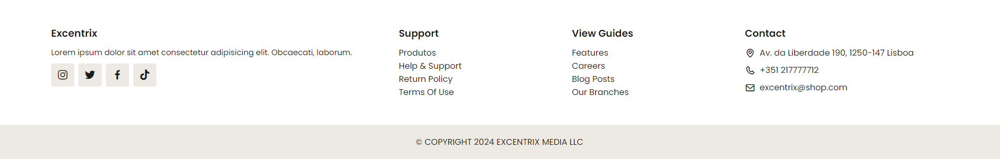 Excentrix
Lorem ipsum dolor sit amet consectetur adipisicing elit. Obcaecati, laborum.
Support
Produtos
Help & Support
Return Policy
Terms Of Use
View Guides
Features
Careers
Blog Posts
Our Branches
Contact
Av. da Liberdade 190, 1250-147 Lisboa
+351 217777712
excentrix@shop.com
© COPYRIGHT 2024 EXCENTRIX MEDIA LLC